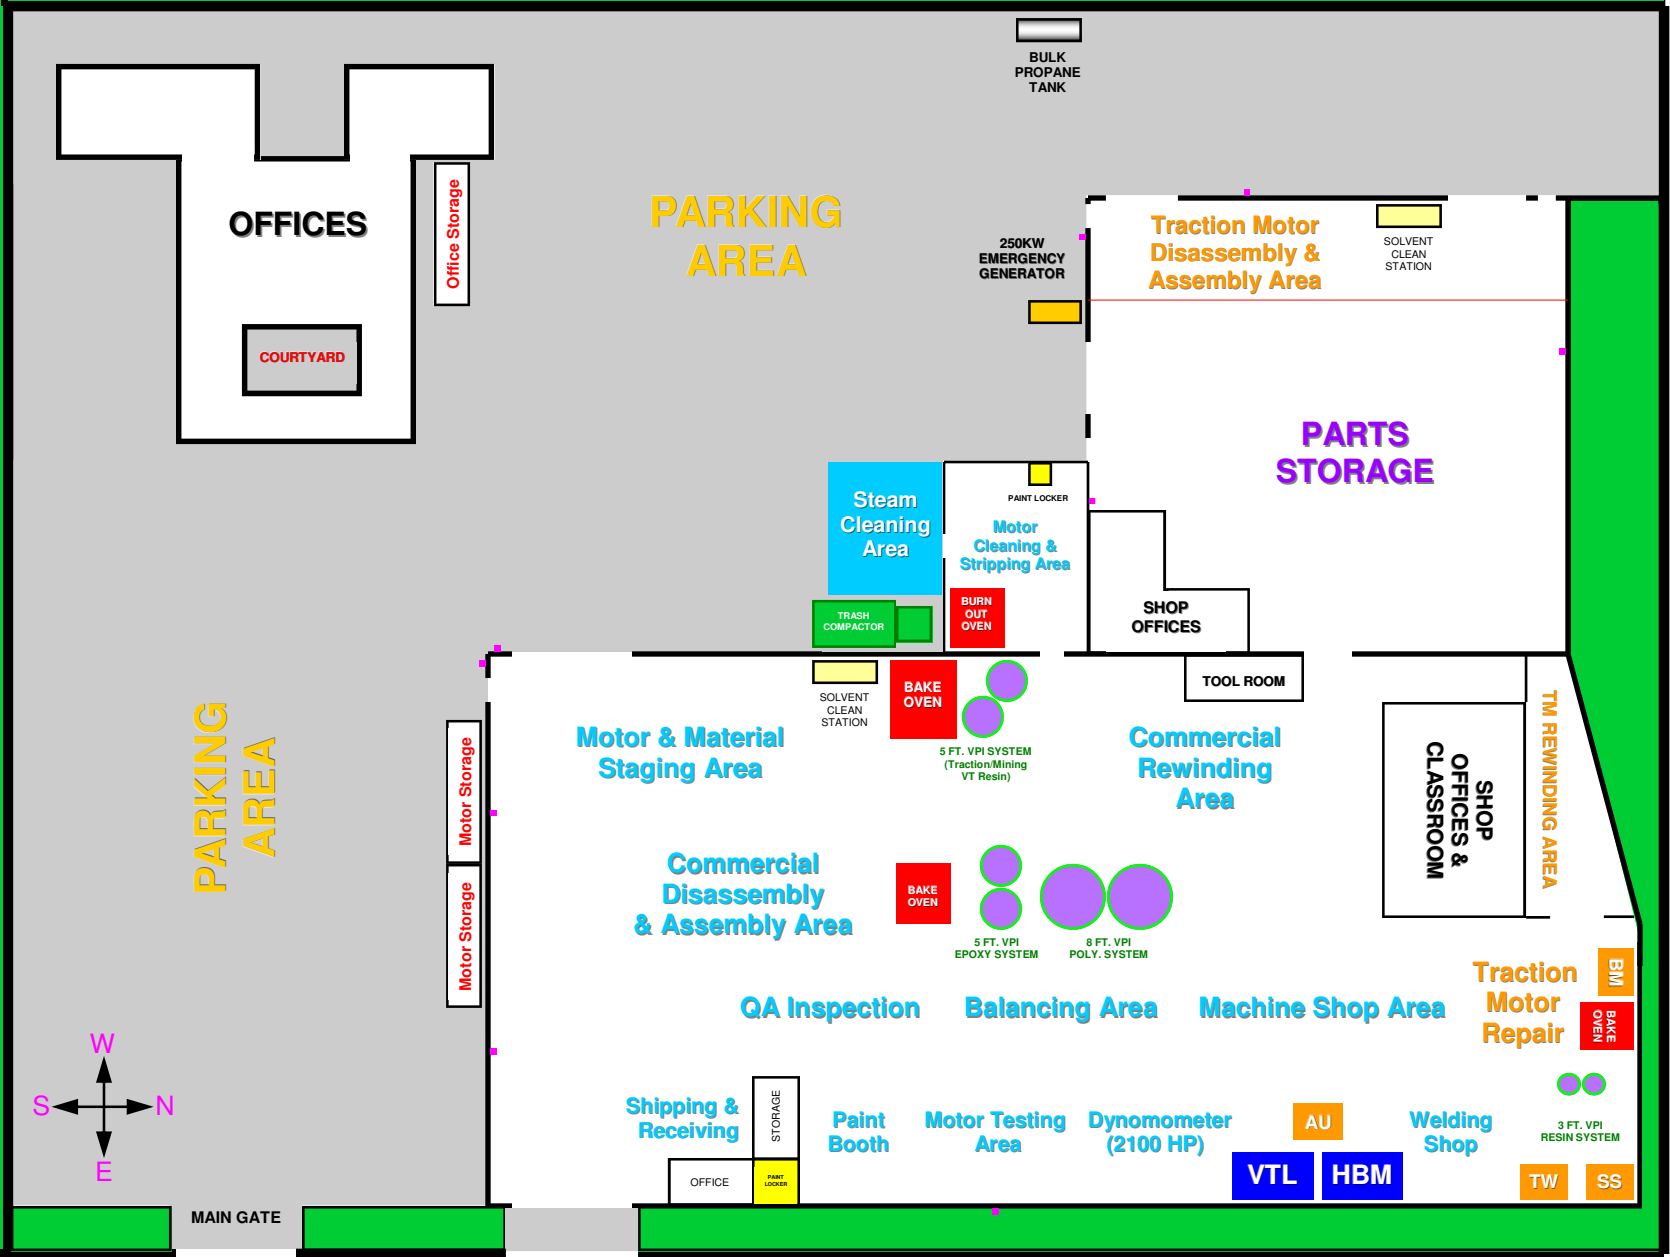 BULK
PROPANE
TANK
OFFICES
Office Storage
COURTYARD
PARKING
AREA
250KW
EMERGENCY
GENERATOR
Traction Motor
Disassembly &
Assembly Area
SOLVENT
CLEAN
STATION
PARTS
STORAGE
Steam
Cleaning
Area
PAINT LOCKER
Motor
Cleaning &
Stripping Area
TRASH
COMPACTOR
BURN
OUT
OVEN
SHOP
OFFICES
TOOL ROOM
SOLVENT
CLEAN
STATION
BAKE
OVEN
5 FT. VPI SYSTEM
(Traction/Mining
VT Resin)
Motor & Material
Staging Area
Commercial
Rewinding
Area
SHOP
OFFICES &
CLASSROOM
TM REWINDING AREA
PARKING
AREA
Motor Storage
Motor Storage
Commercial
Disassembly
& Assembly Area
BAKE
OVEN
5 FT. VPI
EPOXY SYSTEM
8 FT. VPI
POLY. SYSTEM
QA Inspection
Balancing Area
Machine Shop Area
Traction
Motor
Repair
BM
BAKE
OVEN
W
S
N
E
Shipping &
Receiving
STORAGE
OFFICE
PAINT
LOCKER
Paint
Booth
Motor Testing
Area
Dynomometer
(2100 HP)
AU
VTL
HBM
Welding
Shop
3 FT. VPI
RESIN SYSTEM
TW
SS
MAIN GATE